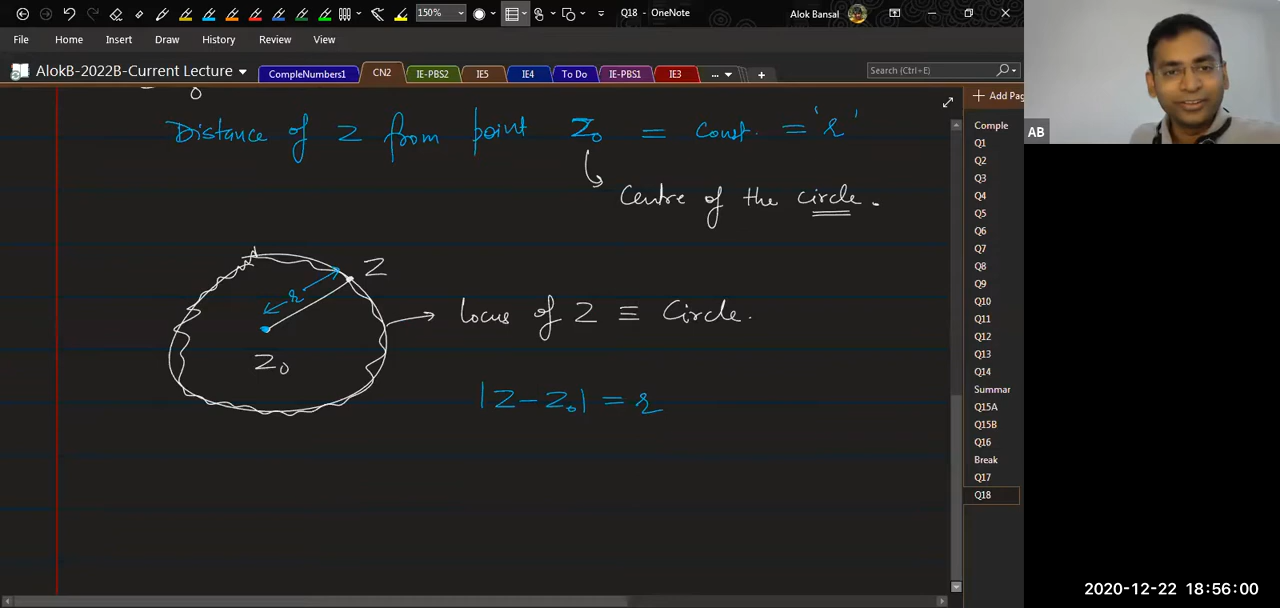 150%
Q18 - OneNote
Alok Bansal
File Home Insert Draw History Review View
AlokB-2022B-Current Lecture
CompleNumbers1 CN2 IE-PBS2 IE5 IE4 To Do IE-PBS1 IE3 ...
Search (Ctrl+E)
Distance of Z from point Z₀ = const. = 'r'
Centre of the circle.
Z
r
Z₀
Locus of Z ≡ Circle.
|Z - Z₀| = r
Add Pag
Comple
Q1
Q2
Q3
Q4
Q5
Q6
Q7
Q8
Q9
Q10
Q11
Q12
Q13
Q14
Summar
Q15A
Q15B
Q16
Break
Q17
Q18
AB
2020-12-22 18:56:00